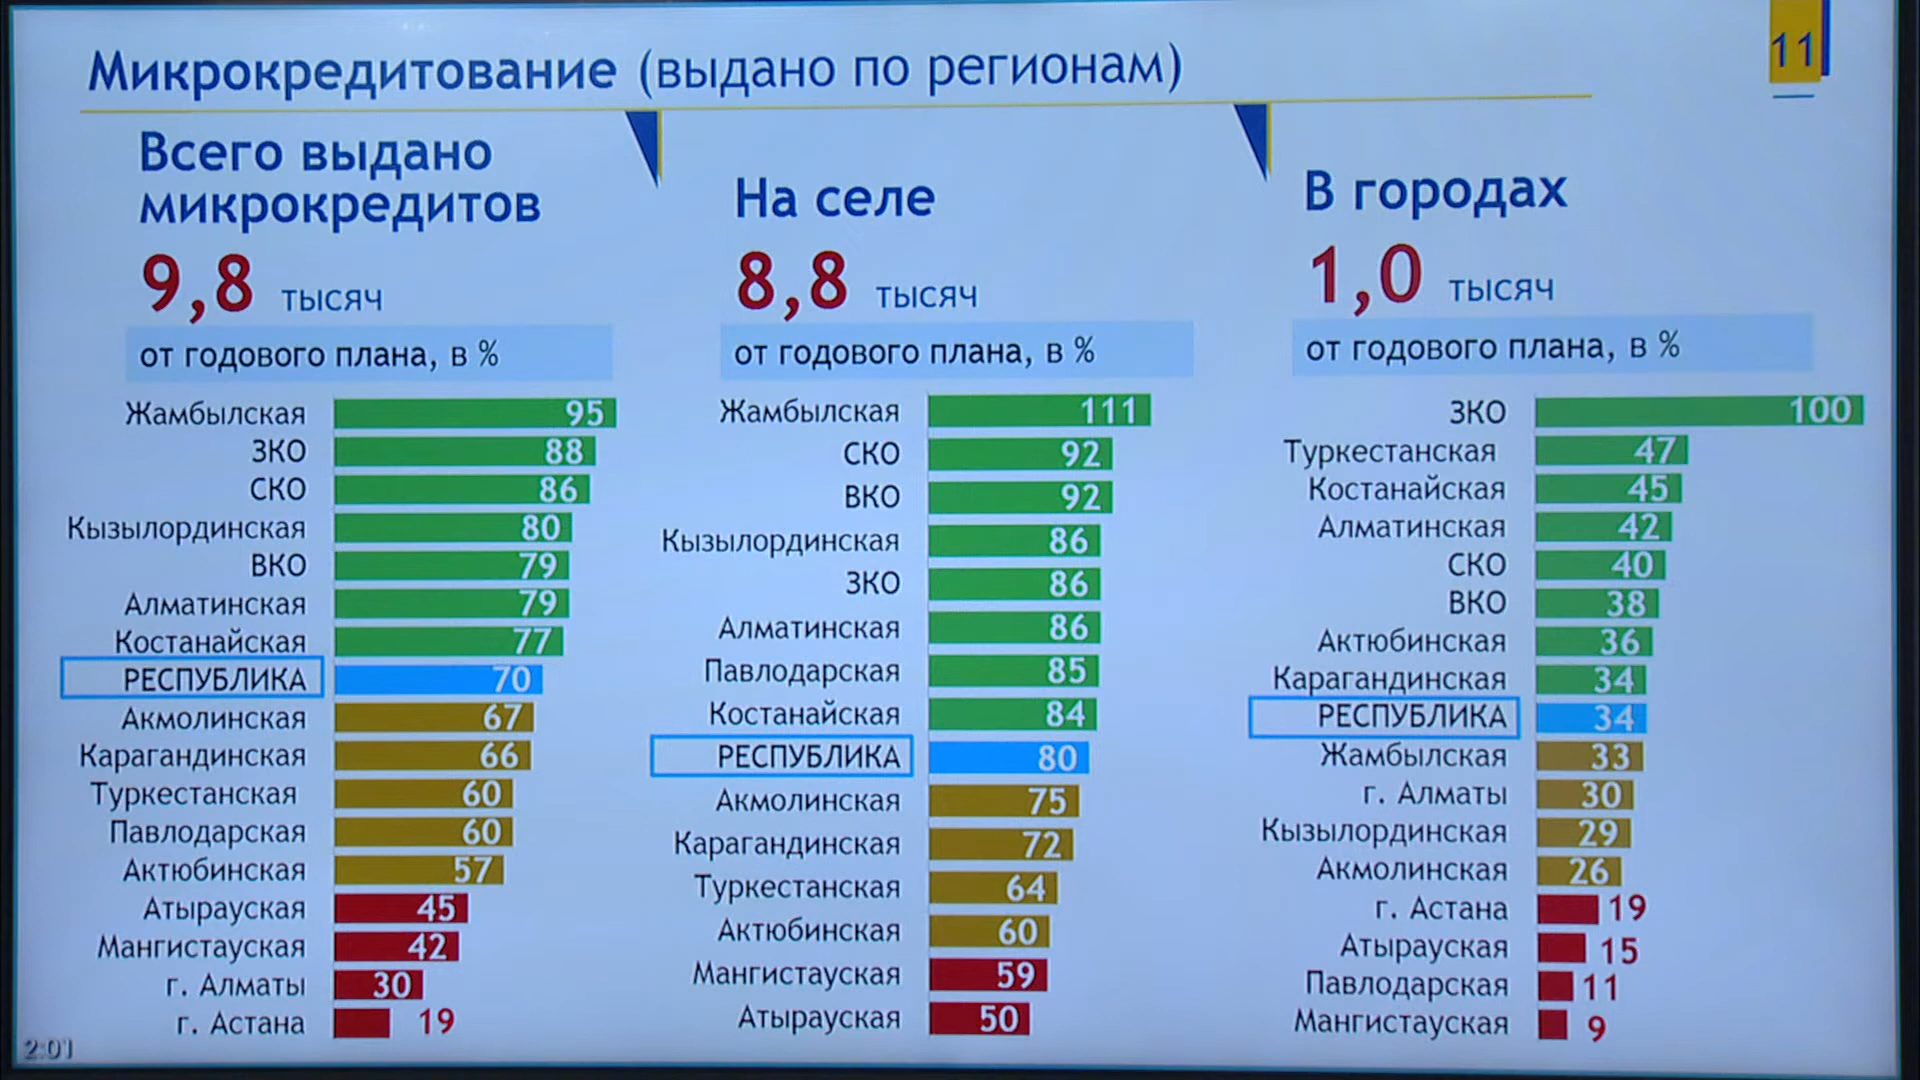 Микрокредитование (выдано по регионам)
11
Всего выдано
микрокредитов
9,8 тысяч
от годового плана, в %
Жамбылская 95
ЗКО 88
СКО 86
Кызылординская 80
ВКО 79
Алматинская 79
Костанайская 77
РЕСПУБЛИКА 70
Акмолинская 67
Карагандинская 66
Туркестанская 60
Павлодарская 60
Актюбинская 57
Атырауская 45
Мангистауская 42
г. Алматы 30
г. Астана 19
На селе
8,8 тысяч
от годового плана, в %
Жамбылская 111
СКО 92
ВКО 92
Кызылординская 86
ЗКО 86
Алматинская 86
Павлодарская 85
Костанайская 84
РЕСПУБЛИКА 80
Акмолинская 75
Карагандинская 72
Туркестанская 64
Актюбинская 60
Мангистауская 59
Атырауская 50
В городах
1,0 тысяч
от годового плана, в %
ЗКО 100
Туркестанская 47
Костанайская 45
Алматинская 42
СКО 40
ВКО 38
Актюбинская 36
Карагандинская 34
РЕСПУБЛИКА 34
Жамбылская 33
г. Алматы 30
Кызылординская 29
Акмолинская 26
г. Астана 19
Атырауская 15
Павлодарская 11
Мангистауская 9
2:01